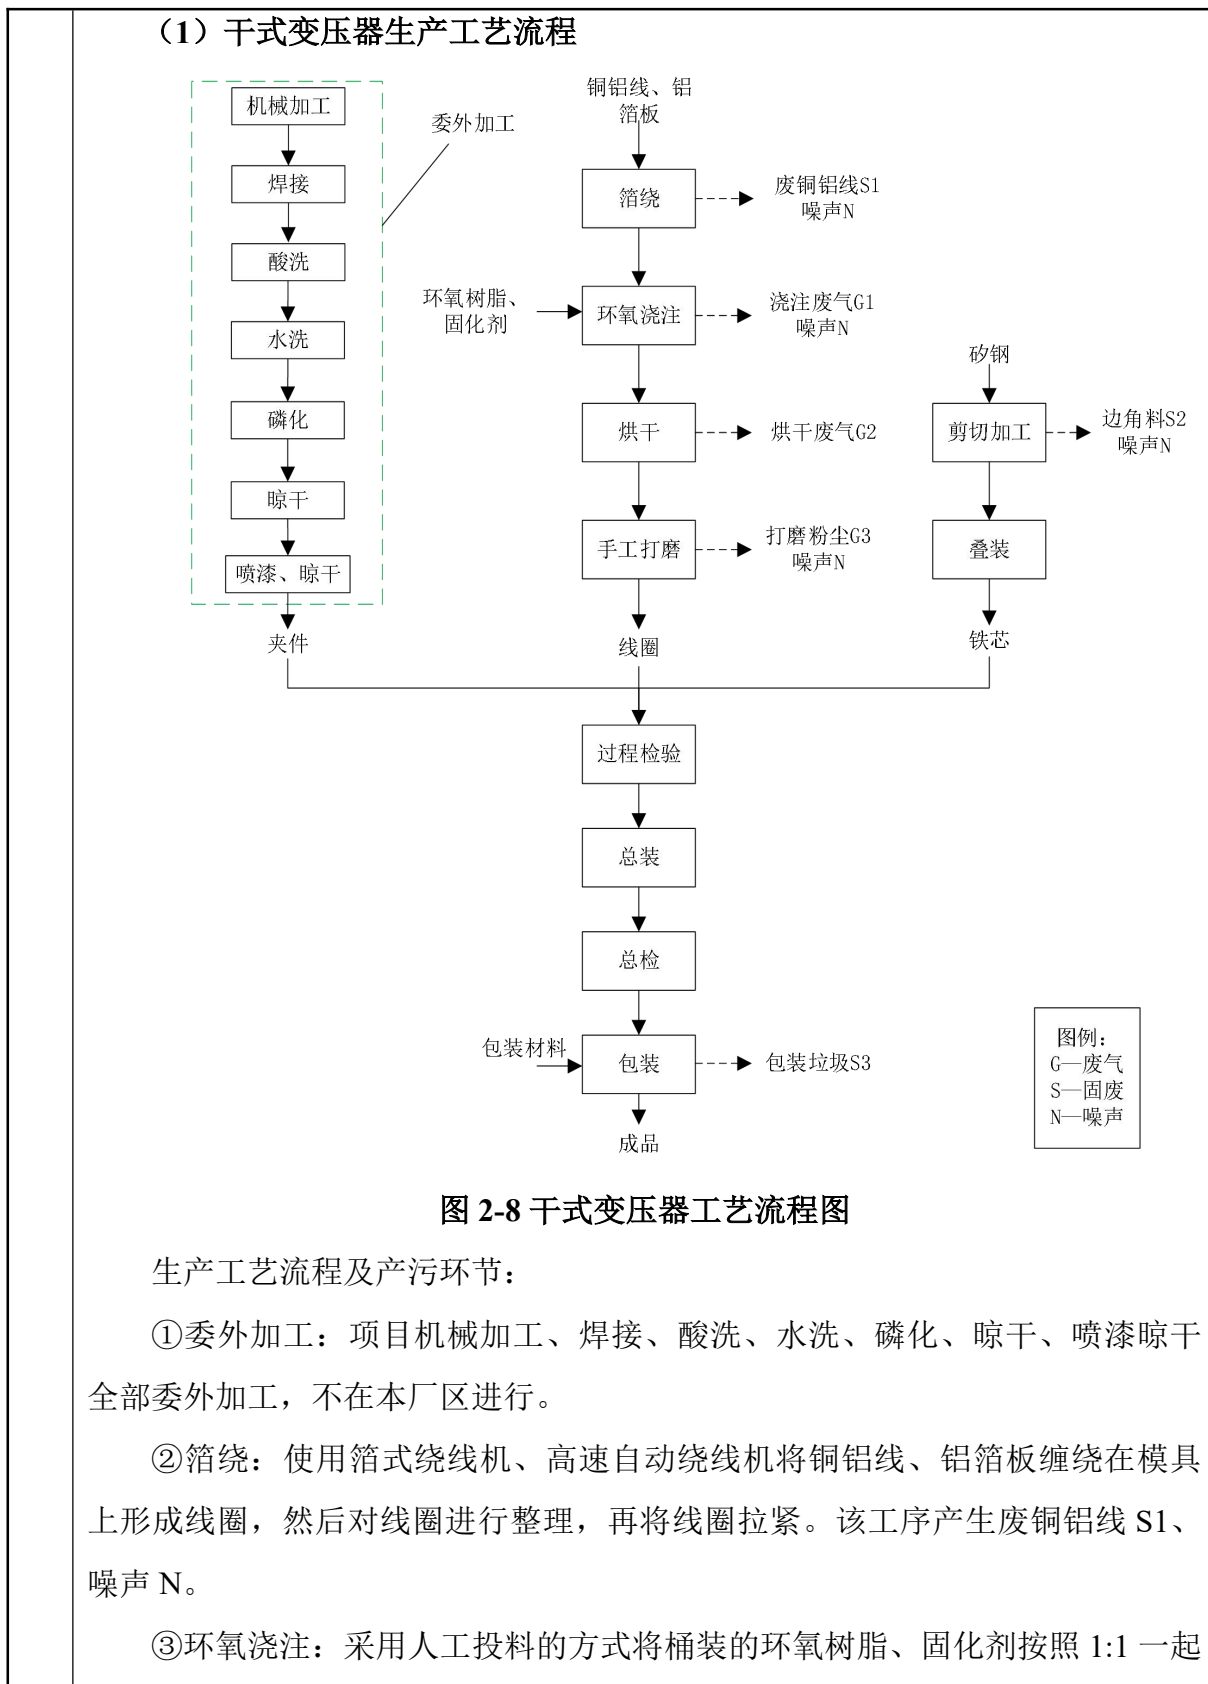 （1）干式变压器生产工艺流程
机械加工
焊接
酸洗
水洗
磷化
晾干
喷漆、晾干
夹件
委外加工
铜铝线、铝
箔板
箔绕
废铜铝线S1
噪声N
环氧树脂、
固化剂
环氧浇注
浇注废气G1
噪声N
烘干
烘干废气G2
手工打磨
打磨粉尘G3
噪声N
线圈
矽钢
剪切加工
边角料S2
噪声N
叠装
铁芯
过程检验
总装
总检
包装材料
包装
包装垃圾S3
成品
图例：
G—废气
S—固废
N—噪声
图 2-8 干式变压器工艺流程图
生产工艺流程及产污环节：
①委外加工：项目机械加工、焊接、酸洗、水洗、磷化、晾干、喷漆晾干
全部委外加工，不在本厂区进行。
②箔绕：使用箔式绕线机、高速自动绕线机将铜铝线、铝箔板缠绕在模具
上形成线圈，然后对线圈进行整理，再将线圈拉紧。该工序产生废铜铝线 S1、
噪声 N。
③环氧浇注：采用人工投料的方式将桶装的环氧树脂、固化剂按照 1:1 一起